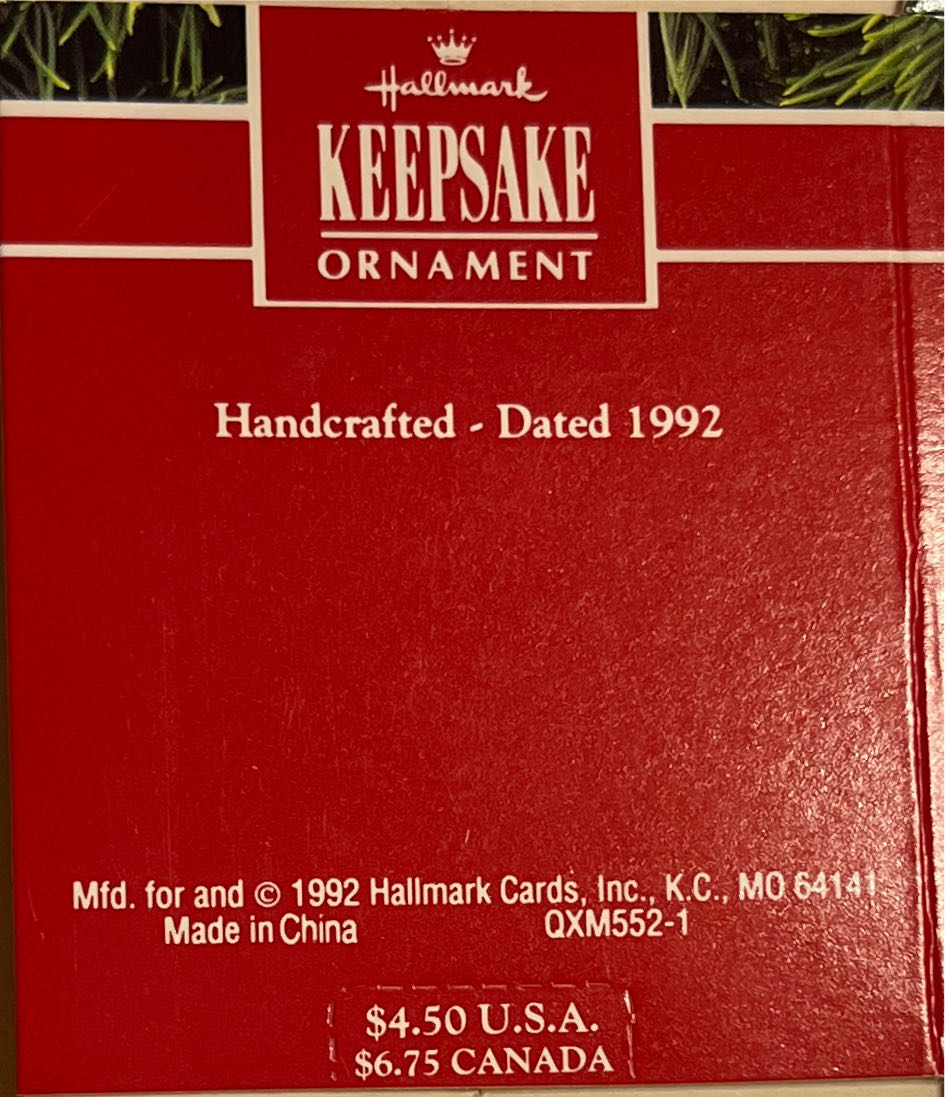 Hallmark
KEEPSAKE
ORNAMENT
Handcrafted - Dated 1992
Mfd. for and © 1992 Hallmark Cards, Inc., K.C., MO 64141
Made in China QXM552-1
$4.50 U.S.A.
$6.75 CANADA